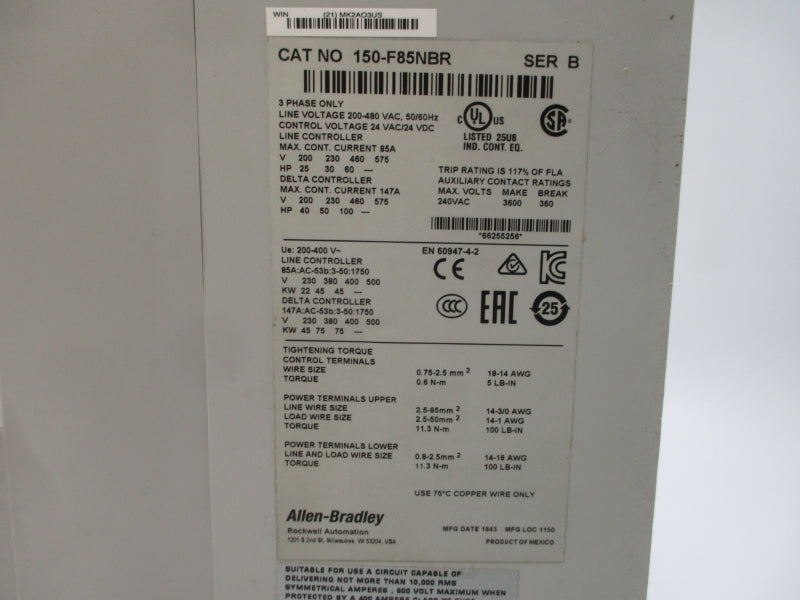 WIN (21) MK2AO3US
CAT NO 150-F85NBR SER B
3 PHASE ONLY
LINE VOLTAGE 200-480 VAC, 50/60Hz
CONTROL VOLTAGE 24 VAC/24 VDC
LINE CONTROLLER
MAX. CONT. CURRENT 85A
V 200 230 460 575
HP 25 30 60 ---
DELTA CONTROLLER
MAX. CONT. CURRENT 147A
V 200 230 460 575
HP 40 50 100 ---
C UL US
LISTED 25U6
IND. CONT. EQ.
SA
TRIP RATING IS 117% OF FLA
AUXILIARY CONTACT RATINGS
MAX. VOLTS MAKE BREAK
240VAC 3600 360
*66255256*
Ue: 200-400 V~
LINE CONTROLLER
85A:AC-53b:3-50:1750
V 230 380 400 500
KW 22 45 45 ---
DELTA CONTROLLER
147A:AC-53b:3-50:1750
V 230 380 400 500
KW 45 75 75 ---
EN 60947-4-2
CE
CCC EAC 25
TIGHTENING TORQUE
CONTROL TERMINALS
WIRE SIZE 0.75-2.5 mm 2 18-14 AWG
TORQUE 0.6 N-m 5 LB-IN
POWER TERMINALS UPPER
LINE WIRE SIZE 2.5-95mm 2 14-3/0 AWG
LOAD WIRE SIZE 2.5-50mm 2 14-1 AWG
TORQUE 11.3 N-m 100 LB-IN
POWER TERMINALS LOWER
LINE AND LOAD WIRE SIZE 0.8-2.5mm 2 14-18 AWG
TORQUE 11.3 N-m 100 LB-IN
USE 75°C COPPER WIRE ONLY
Allen-Bradley
Rockwell Automation
1201 S 2nd St, Milwaukee, WI 53204, USA
MFG DATE 1843 MFG LOC 1150
PRODUCT OF MEXICO
SUITABLE FOR USE A CIRCUIT CAPABLE OF
DELIVERING NOT MORE THAN 10,000 RMS
SYMMETRICAL AMPERES , 600 VOLT MAXIMUM WHEN
PROTECTED BY A 400 AMPERE